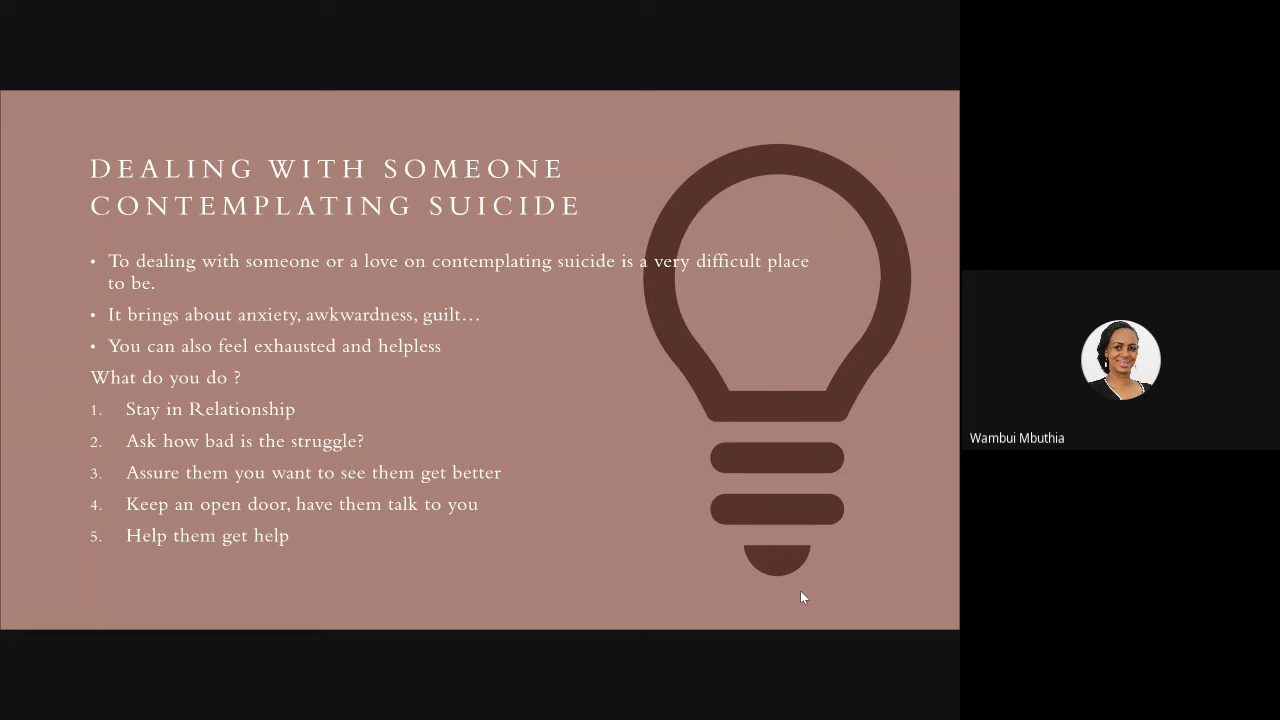 DEALING WITH SOMEONE
CONTEMPLATING SUICIDE
• To dealing with someone or a love on contemplating suicide is a very difficult place
to be.
• It brings about anxiety, awkwardness, guilt…
• You can also feel exhausted and helpless
What do you do ?
1. Stay in Relationship
2. Ask how bad is the struggle?
3. Assure them you want to see them get better
4. Keep an open door, have them talk to you
5. Help them get help
Wambui Mbuthia